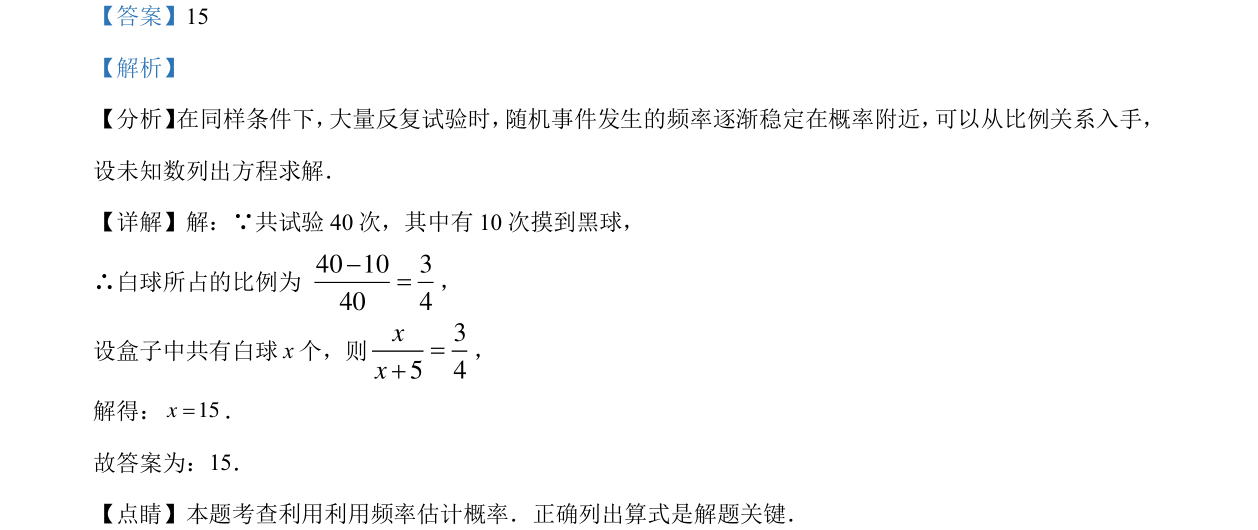 【答案】15
【解析】
【分析】在同样条件下，大量反复试验时，随机事件发生的频率逐渐稳定在概率附近，可以从比例关系入手，
设未知数列出方程求解．
【详解】解：∵共试验 40 次，其中有 10 次摸到黑球，
∴白球所占的比例为 \frac{40-10}{40}=\frac{3}{4}，
设盒子中共有白球 x 个，则 \frac{x}{x+5}=\frac{3}{4}，
解得：x=15．
故答案为：15．
【点睛】本题考查利用利用频率估计概率．正确列出算式是解题关键．